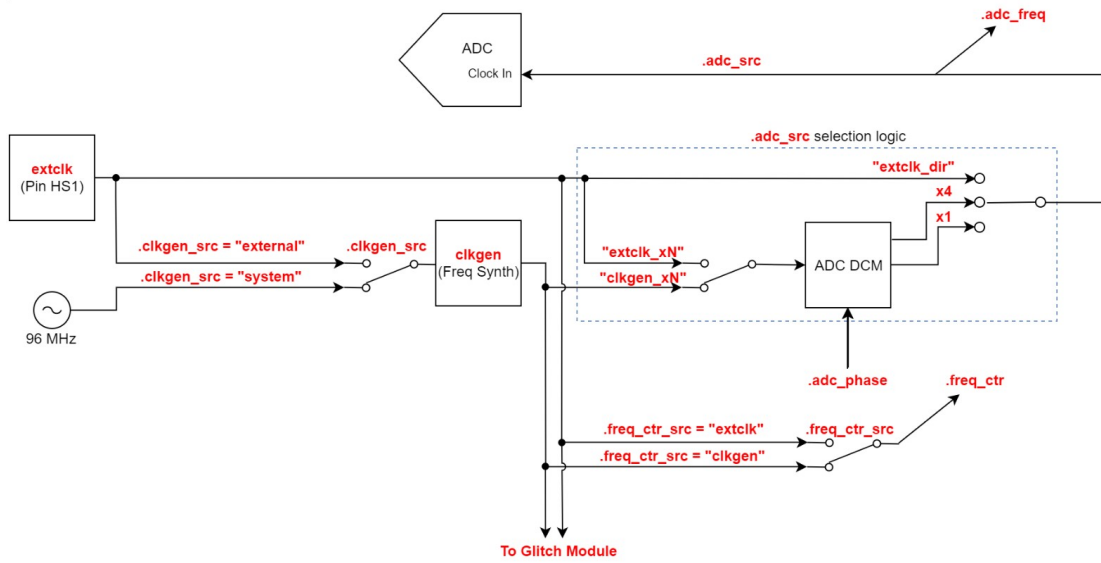 .adc_freq
ADC
Clock In
.adc_src
.adc_src selection logic
extclk
(Pin HS1)
"extclk_dir"
x4
x1
.clkgen_src = "external"
.clkgen_src
clkgen
(Freq Synth)
"extclk_xN"
ADC DCM
.clkgen_src = "system"
"clkgen_xN"
96 MHz
.adc_phase
.freq_ctr
.freq_ctr_src = "extclk"
.freq_ctr_src
.freq_ctr_src = "clkgen"
To Glitch Module